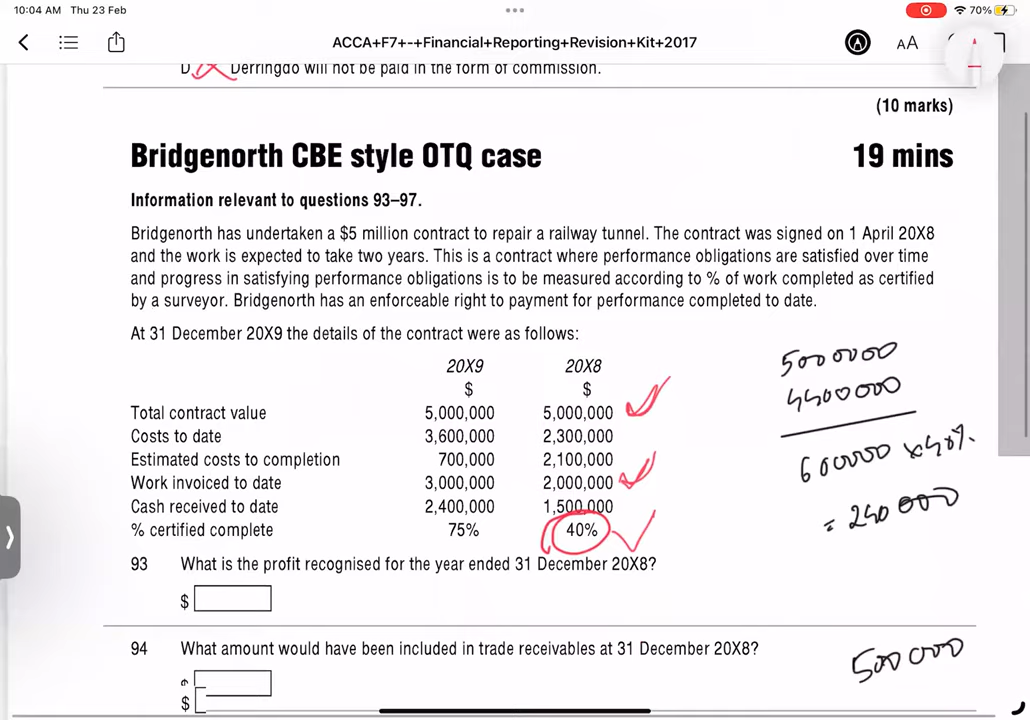 10:04 AM Thu 23 Feb
70%
ACCA+F7+-+Financial+Reporting+Revision+Kit+2017
AA
D Derringdo will not be paid in the form of commission.
(10 marks)
Bridgenorth CBE style OTQ case 19 mins
Information relevant to questions 93–97.
Bridgenorth has undertaken a $5 million contract to repair a railway tunnel. The contract was signed on 1 April 20X8
and the work is expected to take two years. This is a contract where performance obligations are satisfied over time
and progress in satisfying performance obligations is to be measured according to % of work completed as certified
by a surveyor. Bridgenorth has an enforceable right to payment for performance completed to date.
At 31 December 20X9 the details of the contract were as follows:
20X9 20X8
$ $
Total contract value 5,000,000 5,000,000
Costs to date 3,600,000 2,300,000
Estimated costs to completion 700,000 2,100,000
Work invoiced to date 3,000,000 2,000,000
Cash received to date 2,400,000 1,500,000
% certified complete 75% 40%
5000000
4400000
600000 x40%
= 240000
93 What is the profit recognised for the year ended 31 December 20X8?
$
94 What amount would have been included in trade receivables at 31 December 20X8?
$
500000